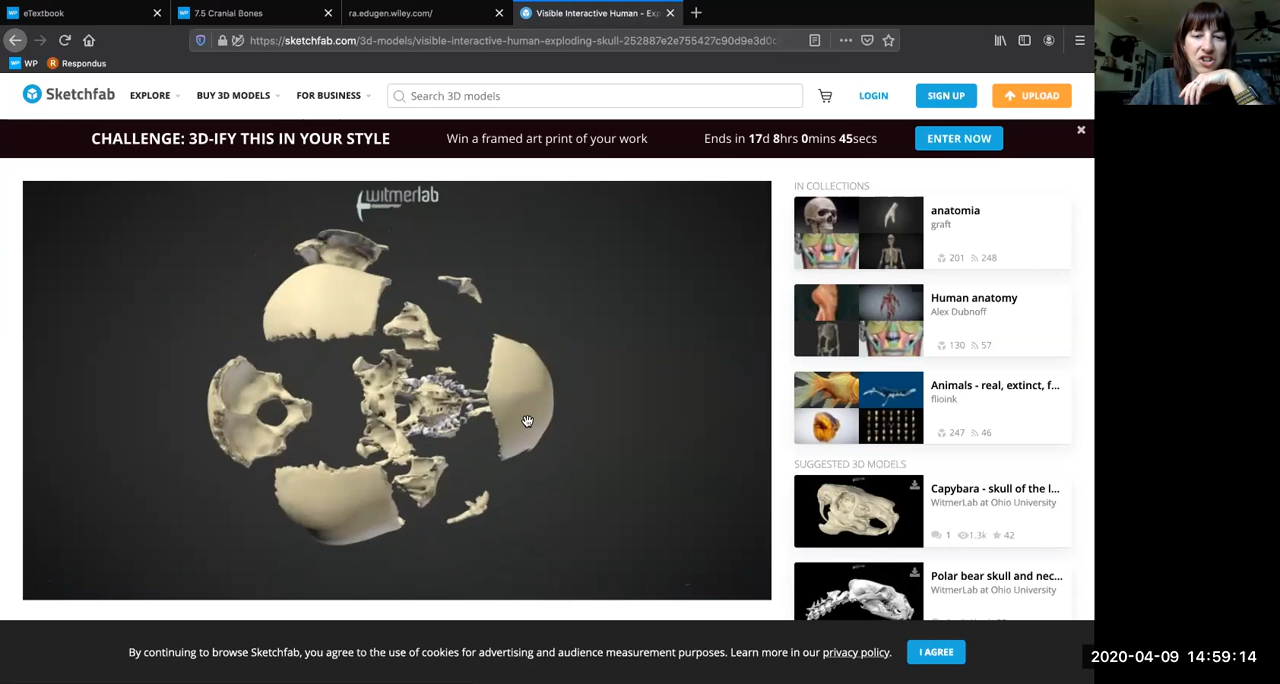 eTextbook
7.5 Cranial Bones
ra.edugen.wiley.com/
Visible Interactive Human - Exp
https://sketchfab.com/3d-models/visible-interactive-human-exploding-skull-252887e2e755427c90d9e3d0c
WP
Respondus
Sketchfab
EXPLORE
BUY 3D MODELS
FOR BUSINESS
Search 3D models
LOGIN
SIGN UP
UPLOAD
CHALLENGE: 3D-IFY THIS IN YOUR STYLE
Win a framed art print of your work
Ends in 17d 8hrs 0mins 45secs
ENTER NOW
witmerlab
IN COLLECTIONS
anatomia
graft
201 248
Human anatomy
Alex Dubnoff
130 57
Animals - real, extinct, f...
flioink
247 46
SUGGESTED 3D MODELS
Capybara - skull of the l...
WitmerLab at Ohio University
1 1.3k 42
Polar bear skull and nec...
WitmerLab at Ohio University
By continuing to browse Sketchfab, you agree to the use of cookies for advertising and audience measurement purposes. Learn more in our privacy policy.
I AGREE
2020-04-09 14:59:14